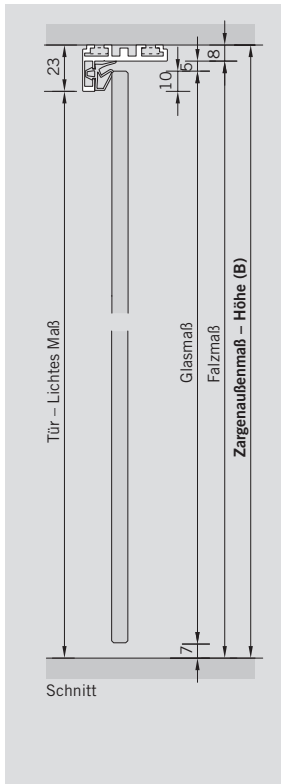 23
8
5
10
Tür – Lichtes Maß
Glasmaß
Falzmaß
Zargenaußenmaß – Höhe (B)
7
Schnitt